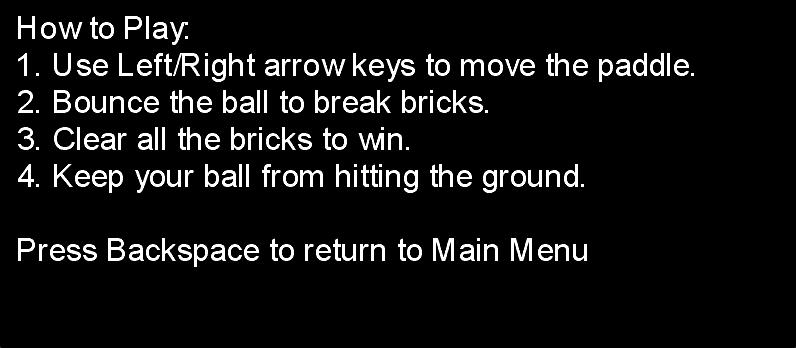 How to Play:
1. Use Left/Right arrow keys to move the paddle.
2. Bounce the ball to break bricks.
3. Clear all the bricks to win.
4. Keep your ball from hitting the ground.
Press Backspace to return to Main Menu